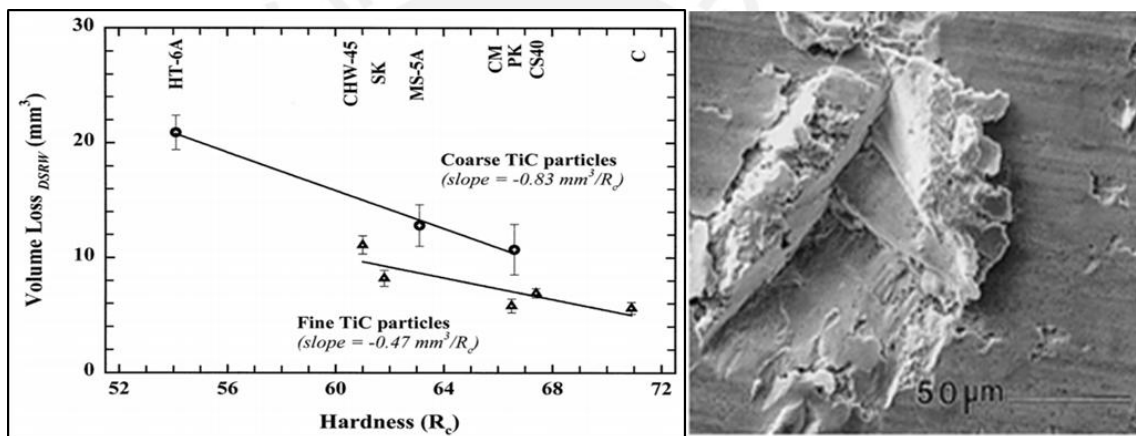 30
20
10
0
Volume Loss DSRW (mm³)
HT-6A
CHW-45
SK
MS-5A
CM
PK
CS40
C
Coarse TiC particles
(slope = -0.83 mm³/Rc)
Fine TiC particles
(slope = -0.47 mm³/Rc)
52 56 60 64 68 72
Hardness (Rc)
50 µm